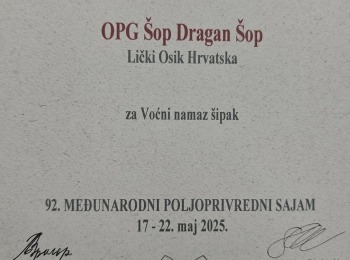 OPG Šop Dragan Šop
Lički Osik Hrvatska
za Voćni namaz šipak
92. MEĐUNARODNI POLJOPRIVREDNI SAJAM
17 - 22. maj 2025.